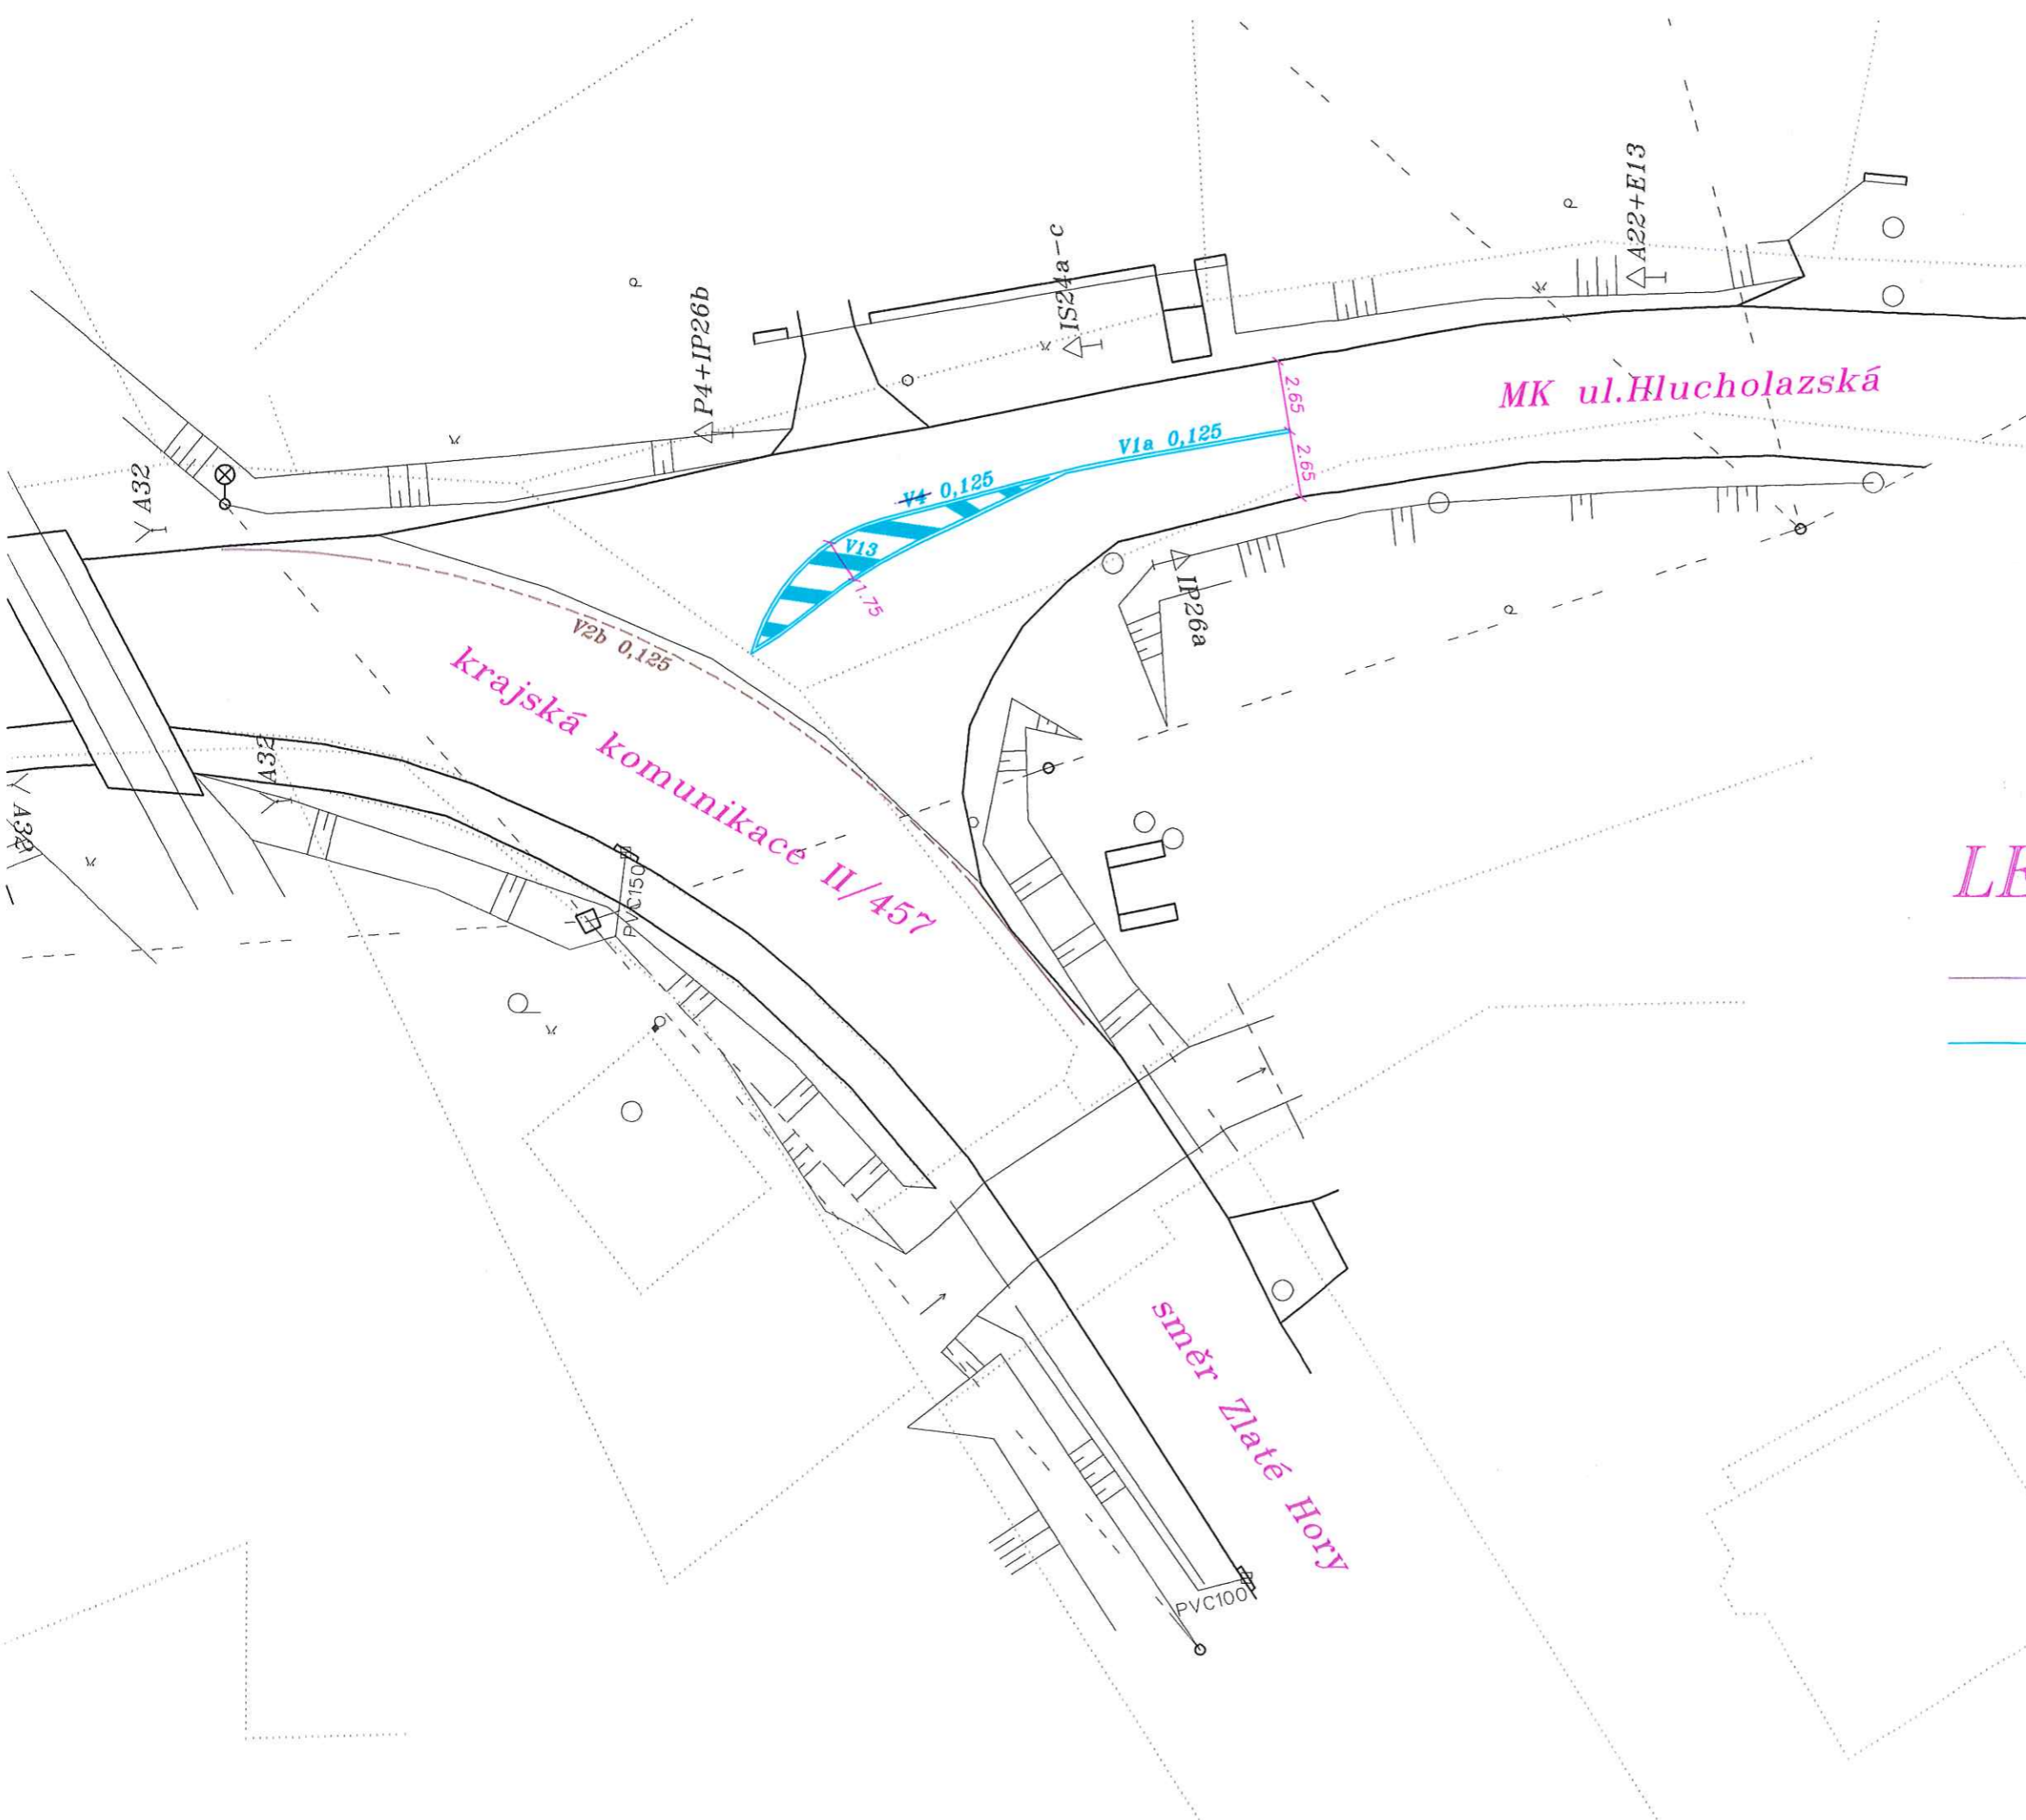 A22+E13
IS24a-c
P4+IP26b
2.65
MK ul.Hlucholazská
V1a 0,125
2.65
A32
V4 0,125
V13
1.75
IP26a
V2b 0,125
krajská komunikace II/457
A32
A32
PVC150
LE
směr Zlaté Hory
PVC100